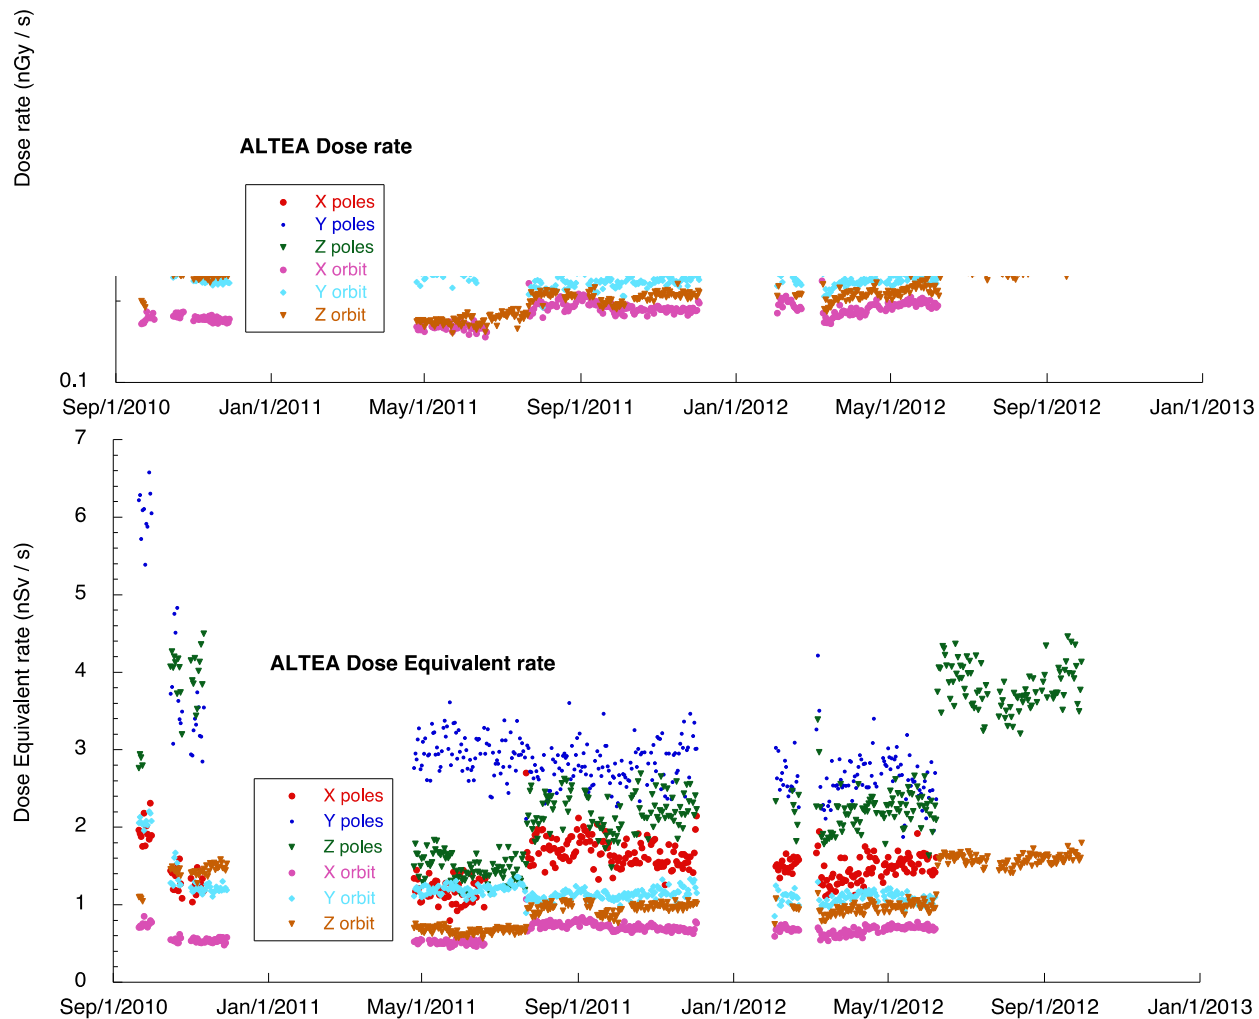 Dose rate (nGy / s)
ALTEA Dose rate
X poles
Y poles
Z poles
X orbit
Y orbit
Z orbit
0.1
Sep/1/2010 Jan/1/2011 May/1/2011 Sep/1/2011 Jan/1/2012 May/1/2012 Sep/1/2012 Jan/1/2013
Dose Equivalent rate (nSv / s)
7
6
5
4
3
2
1
0
ALTEA Dose Equivalent rate
X poles
Y poles
Z poles
X orbit
Y orbit
Z orbit
Sep/1/2010 Jan/1/2011 May/1/2011 Sep/1/2011 Jan/1/2012 May/1/2012 Sep/1/2012 Jan/1/2013